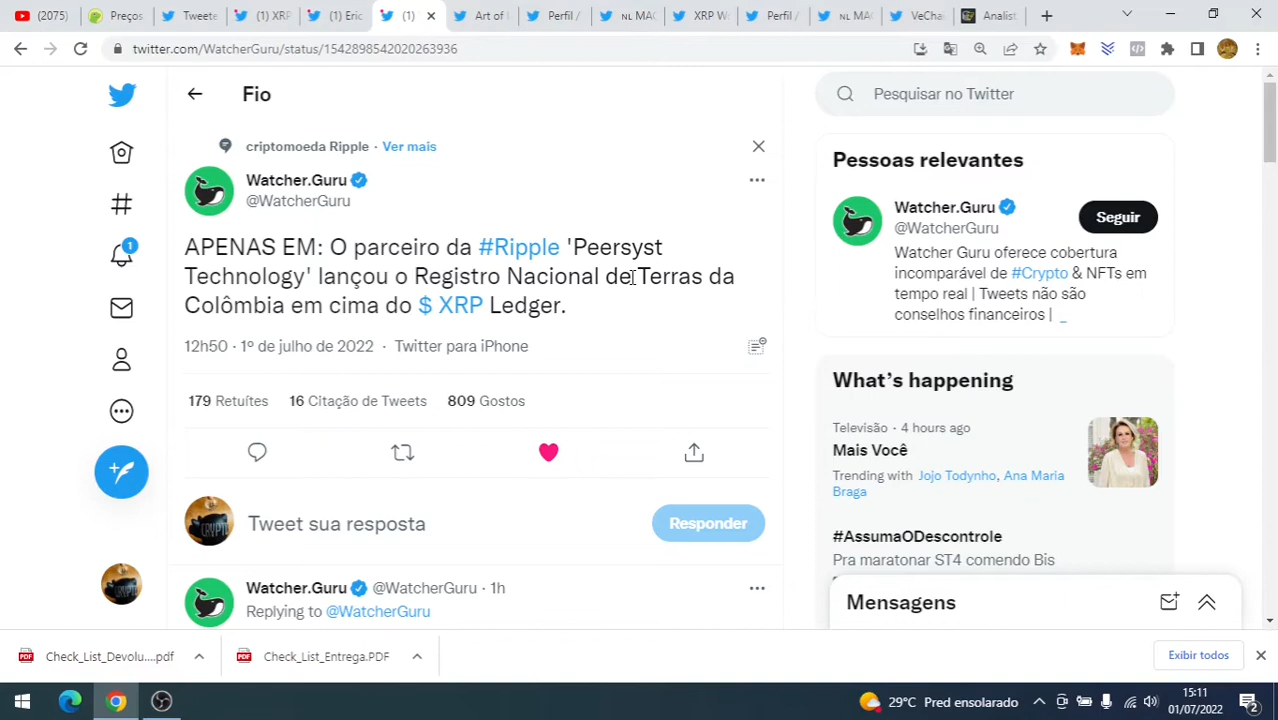 (2075)
Preços
Tweete
(1) XRP
(1) Eric
(1)
Art of
Perfil /
NL MAC
XRP W
Perfil /
NL MAC
VeCha
Analist
twitter.com/WatcherGuru/status/1542898542020263936
Fio
criptomoeda Ripple · Ver mais
Watcher.Guru
@WatcherGuru
APENAS EM: O parceiro da #Ripple 'Peersyst
Technology' lançou o Registro Nacional de Terras da
Colômbia em cima do $ XRP Ledger.
12h50 · 1º de julho de 2022 · Twitter para iPhone
179 Retuítes 16 Citação de Tweets 809 Gostos
CRYPTO
Tweet sua resposta
Responder
Watcher.Guru @WatcherGuru · 1h
Replying to @WatcherGuru
1
Pesquisar no Twitter
Pessoas relevantes
Watcher.Guru
@WatcherGuru
Seguir
Watcher Guru oferece cobertura
incomparável de #Crypto & NFTs em
tempo real | Tweets não são
conselhos financeiros | _
What's happening
Televisão · 4 hours ago
Mais Você
Trending with Jojo Todynho, Ana Maria
Braga
#AssumaODescontrole
Pra maratonar ST4 comendo Bis
Mensagens
PDF Check_List_Devolu....pdf
PDF Check_List_Entrega.PDF
Exibir todos
29°C Pred ensolarado
15:11
01/07/2022
2